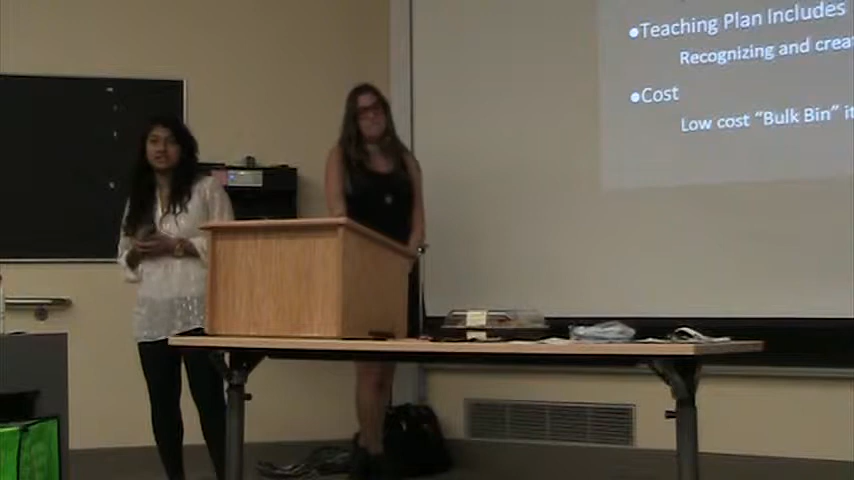 ●Teaching Plan Includes
Recognizing and creat
●Cost
Low cost "Bulk Bin" it